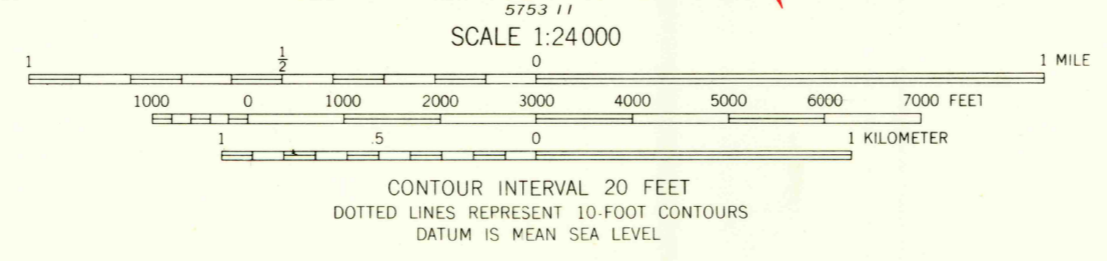 5753 II
SCALE 1:24000
1 ½ 0 1 MILE
1000 0 1000 2000 3000 4000 5000 6000 7000 FEET
1 .5 0 1 KILOMETER
CONTOUR INTERVAL 20 FEET
DOTTED LINES REPRESENT 10-FOOT CONTOURS
DATUM IS MEAN SEA LEVEL